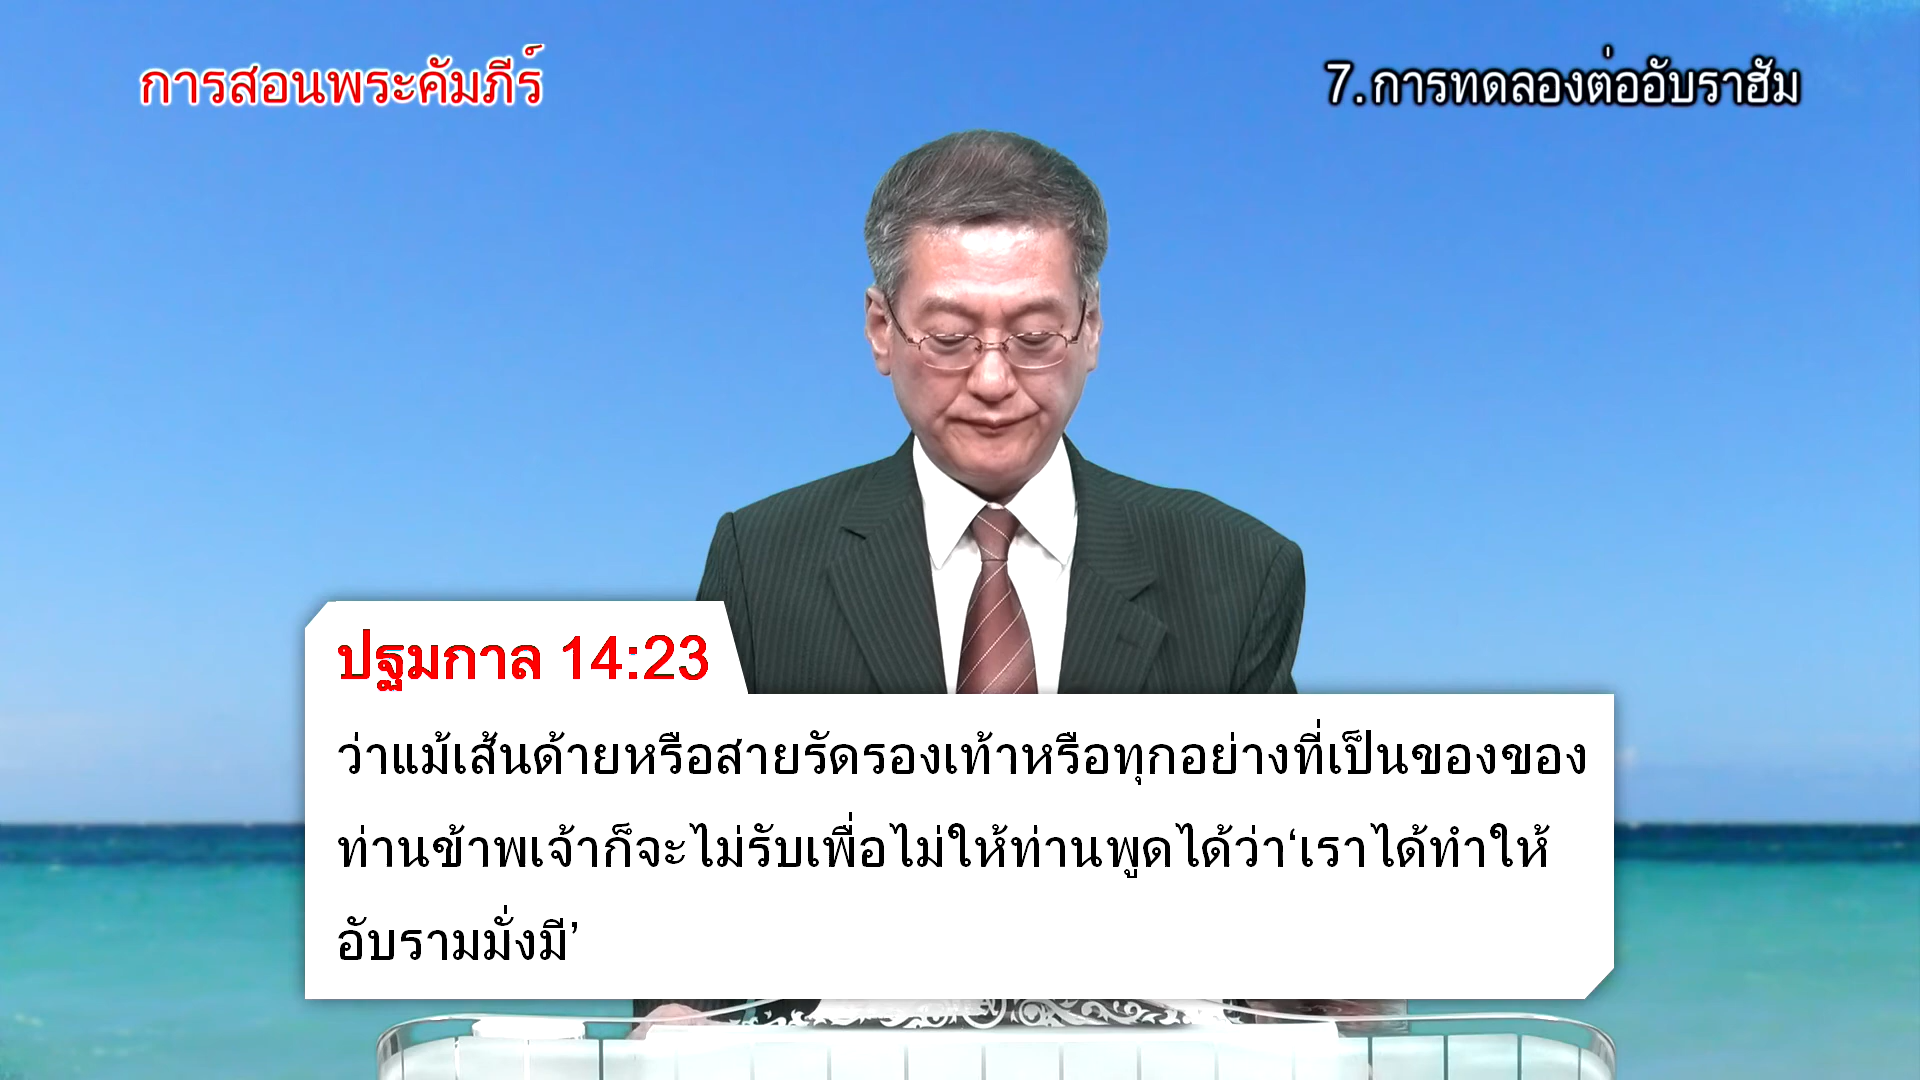 การสอนพระคัมภีร์
7.การทดลองต่ออับราฮัม
ปฐมกาล 14:23
ว่าแม้เส้นด้ายหรือสายรัดรองเท้าหรือทุกอย่างที่เป็นของของ
ท่านข้าพเจ้าก็จะไม่รับเพื่อไม่ให้ท่านพูดได้ว่า‘เราได้ทำให้
อับรามมั่งมี’